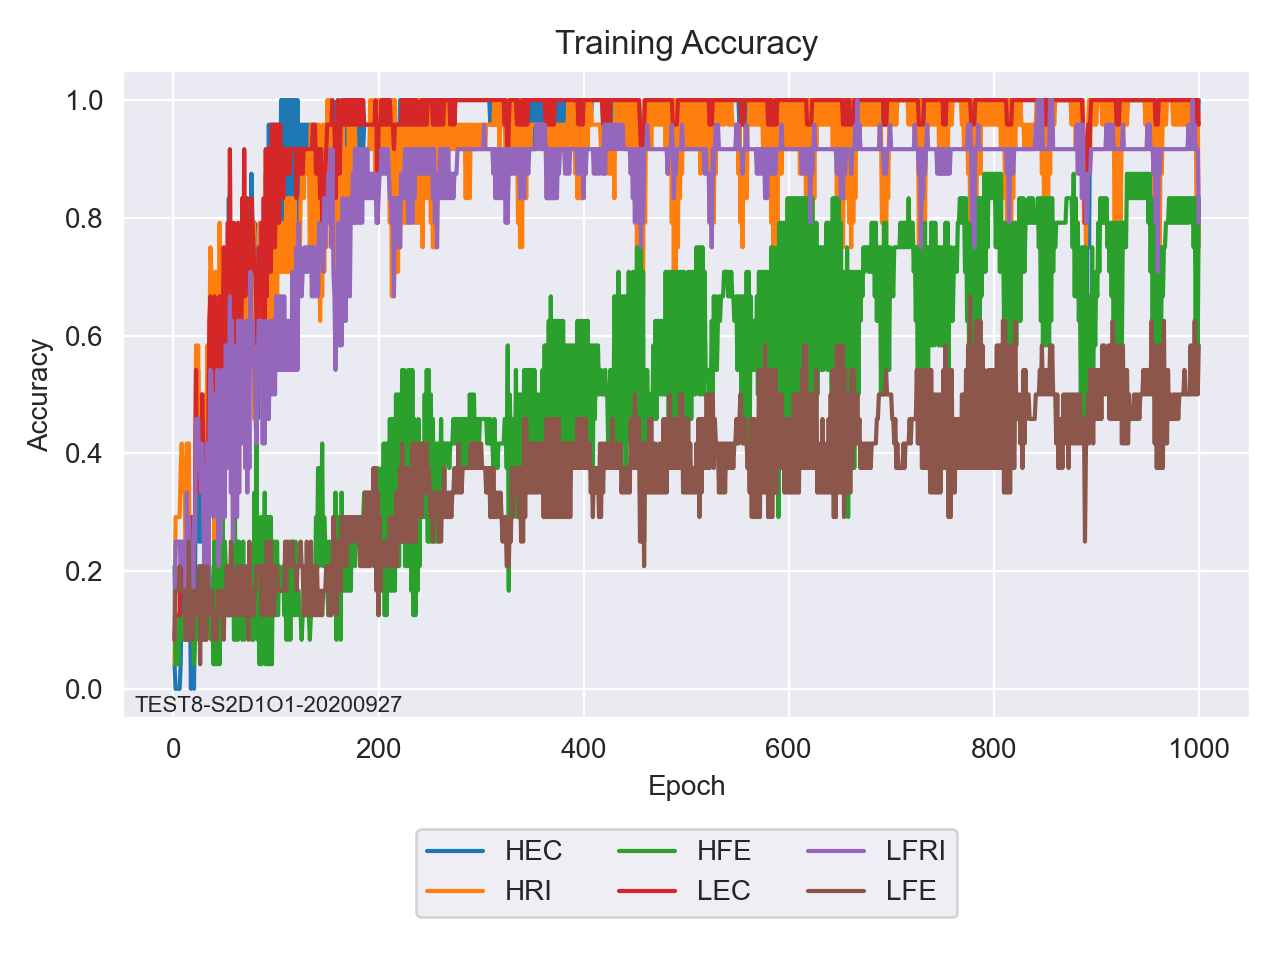 Training Accuracy
1.0
0.8
0.6
0.4
0.2
0.0
Accuracy
TEST8-S2D1O1-20200927
0 200 400 600 800 1000
Epoch
HEC HFE LFRI
HRI LEC LFE